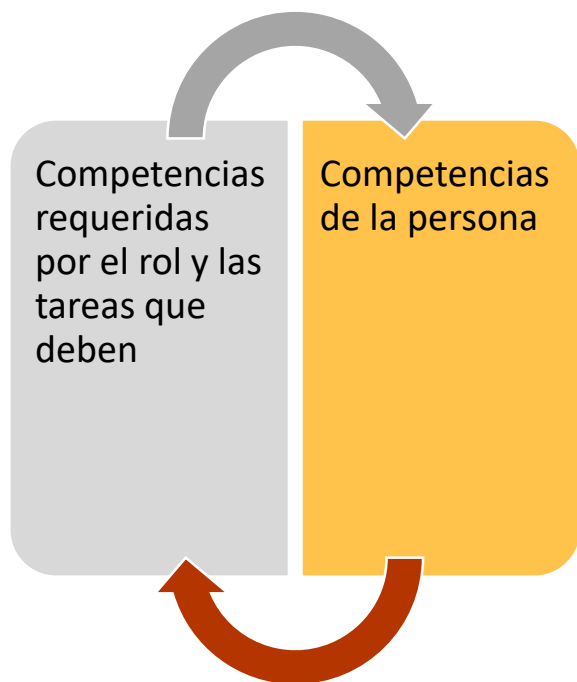 Competencias
requeridas
por el rol y las
tareas que
deben
Competencias
de la persona